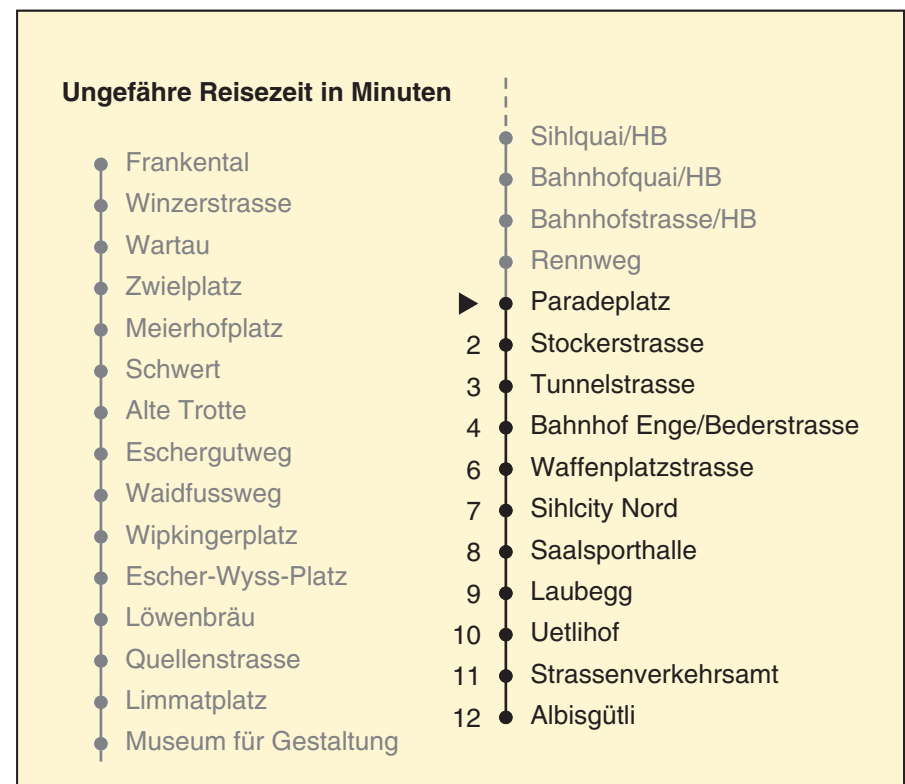 Ungefähre Reisezeit in Minuten
Frankental
Winzerstrasse
Wartau
Zwielplatz
Meierhofplatz
Schwert
Alte Trotte
Eschergutweg
Waidfussweg
Wipkingerplatz
Escher-Wyss-Platz
Löwenbräu
Quellenstrasse
Limmatplatz
Museum für Gestaltung
Sihlquai/HB
Bahnhofquai/HB
Bahnhofstrasse/HB
Rennweg
Paradeplatz
2 Stockerstrasse
3 Tunnelstrasse
4 Bahnhof Enge/Bederstrasse
6 Waffenplatzstrasse
7 Sihlcity Nord
8 Saalsporthalle
9 Laubegg
10 Uetlihof
11 Strassenverkehrsamt
12 Albisgütli